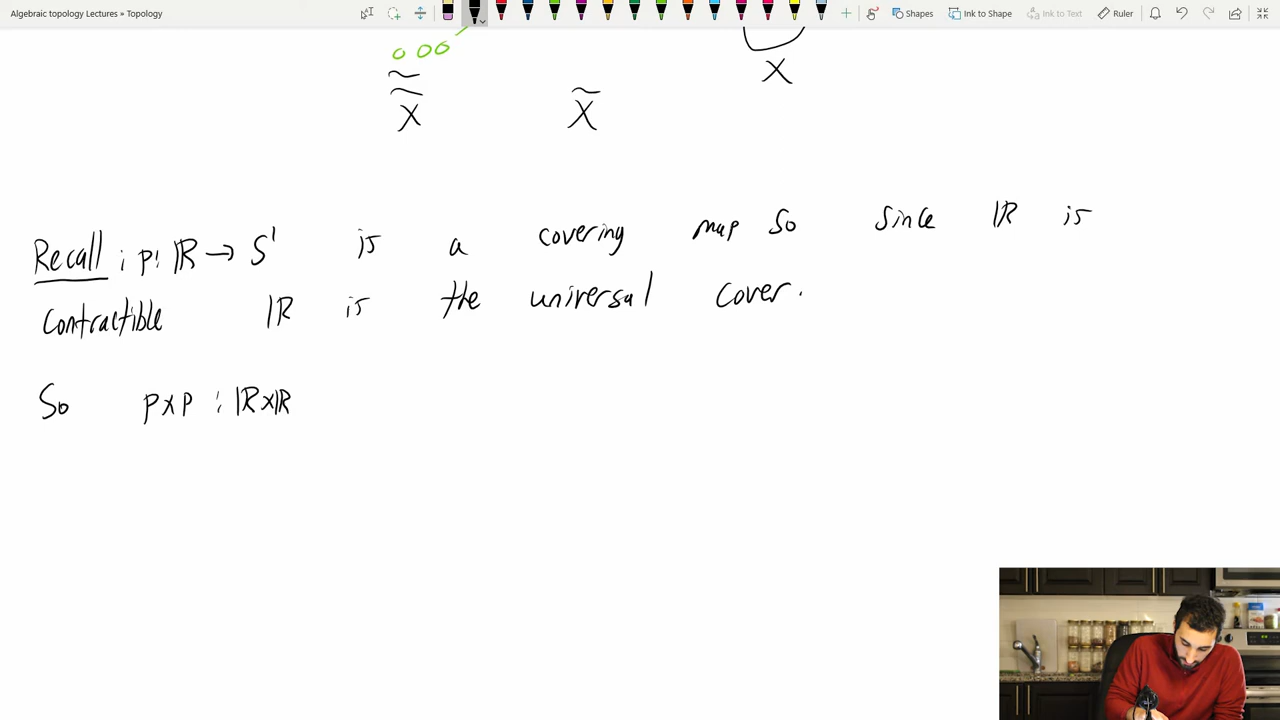 Algebraic topology Lectures » Topology
Shapes Ink to Shape Ink to Text Ruler
X
X̃̃ X̃
Recall : p: ℝ → S¹ is a covering map so since ℝ is
contractible ℝ is the universal cover.
So p×p : ℝ×ℝ